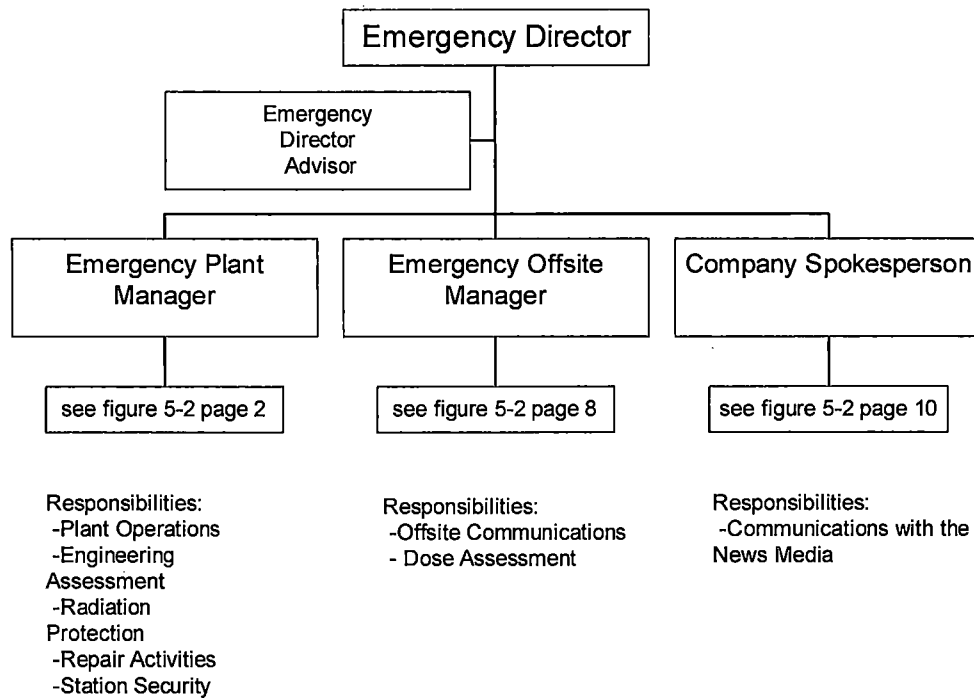 Emergency Director
Emergency
Director
Advisor
Emergency Plant
Manager
Emergency Offsite
Manager
Company Spokesperson
see figure 5-2 page 2
see figure 5-2 page 8
see figure 5-2 page 10
Responsibilities:
-Plant Operations
-Engineering
Assessment
-Radiation
Protection
-Repair Activities
-Station Security
Responsibilities:
-Offsite Communications
- Dose Assessment
Responsibilities:
-Communications with the
News Media